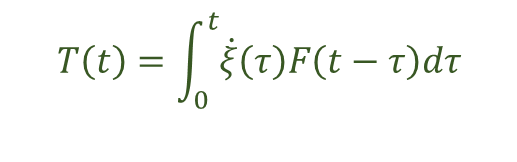 T(t) = ∫₀ᵗ ξ̇(τ)F(t − τ)dτ